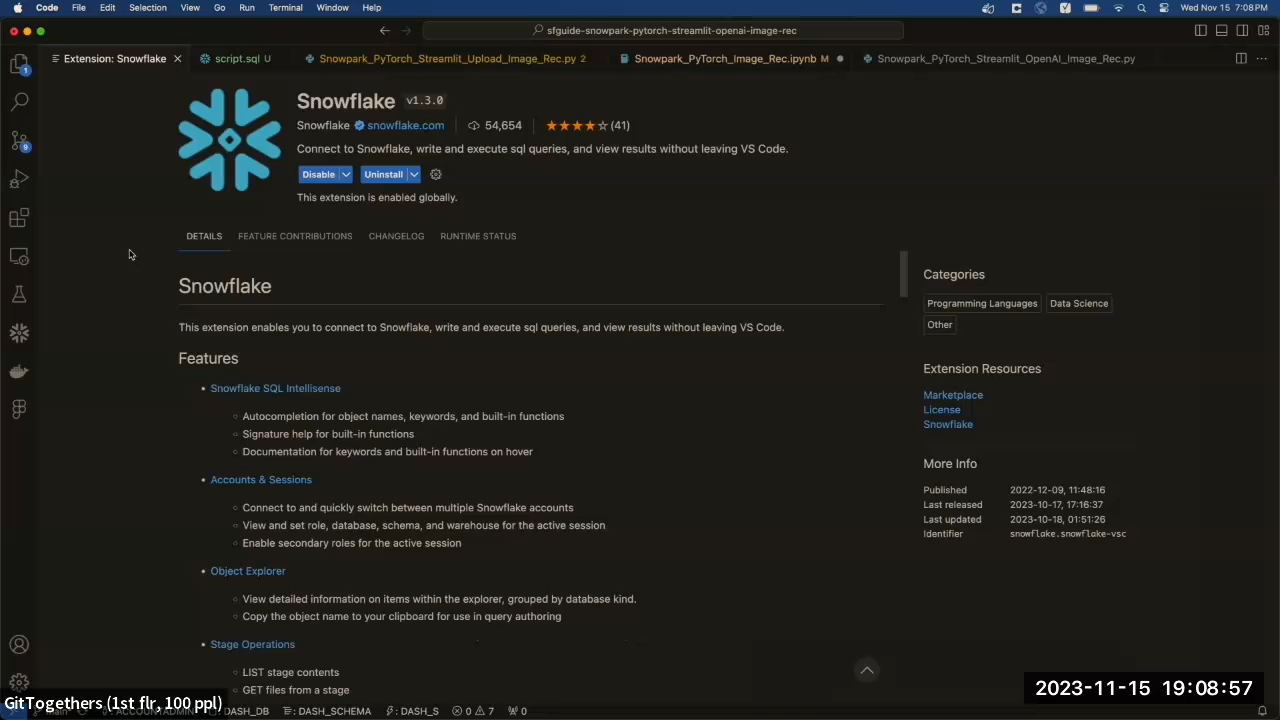 Code File Edit Selection View Go Run Terminal Window Help Wed Nov 15 7:08 PM
sfguide-snowpark-pytorch-streamlit-openai-image-rec
Extension: Snowflake script.sql U Snowpark_PyTorch_Streamlit_Upload_Image_Rec.py 2 Snowpark_PyTorch_Image_Rec.ipynb M Snowpark_PyTorch_Streamlit_OpenAI_Image_Rec.py
1
9
Snowflake v1.3.0
Snowflake snowflake.com 54,654 (41)
Connect to Snowflake, write and execute sql queries, and view results without leaving VS Code.
Disable Uninstall
This extension is enabled globally.
DETAILS FEATURE CONTRIBUTIONS CHANGELOG RUNTIME STATUS
Snowflake
This extension enables you to connect to Snowflake, write and execute sql queries, and view results without leaving VS Code.
Features
• Snowflake SQL Intellisense
○ Autocompletion for object names, keywords, and built-in functions
○ Signature help for built-in functions
○ Documentation for keywords and built-in functions on hover
• Accounts & Sessions
○ Connect to and quickly switch between multiple Snowflake accounts
○ View and set role, database, schema, and warehouse for the active session
○ Enable secondary roles for the active session
• Object Explorer
○ View detailed information on items within the explorer, grouped by database kind.
○ Copy the object name to your clipboard for use in query authoring
• Stage Operations
○ LIST stage contents
○ GET files from a stage
Categories
Programming Languages Data Science
Other
Extension Resources
Marketplace
License
Snowflake
More Info
Published 2022-12-09, 11:48:16
Last released 2023-10-17, 17:16:37
Last updated 2023-10-18, 01:51:26
Identifier snowflake.snowflake-vsc
2023-11-15 19:08:57
GitTogethers (1st flr, 100 ppl)
main ACCOUNTADMIN DASH_DB DASH_SCHEMA DASH_S 0 7 0